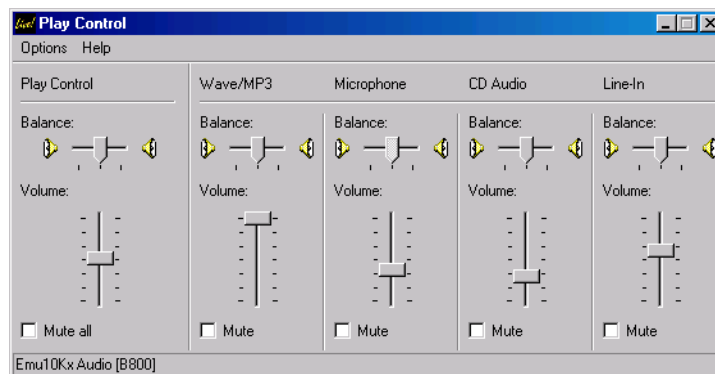 Live! Play Control
Options Help
Play Control Wave/MP3 Microphone CD Audio Line-In
Balance: Balance: Balance: Balance: Balance:
Volume: Volume: Volume: Volume: Volume:
Mute all Mute Mute Mute Mute
Emu10Kx Audio [B800]